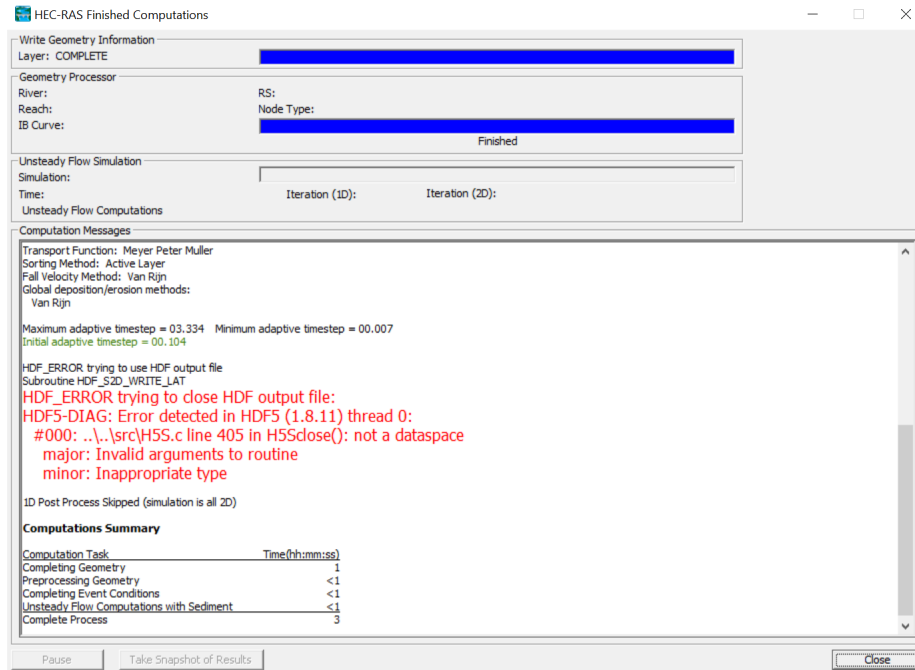 HEC-RAS Finished Computations
Write Geometry Information
Layer: COMPLETE
Geometry Processor
River: RS:
Reach: Node Type:
IB Curve:
Finished
Unsteady Flow Simulation
Simulation:
Time: Iteration (1D): Iteration (2D):
Unsteady Flow Computations
Computation Messages
Transport Function: Meyer Peter Muller
Sorting Method: Active Layer
Fall Velocity Method: Van Rijn
Global deposition/erosion methods:
Van Rijn
Maximum adaptive timestep = 03.334 Minimum adaptive timestep = 00.007
Initial adaptive timestep = 00.104
HDF_ERROR trying to use HDF output file
Subroutine HDF_S2D_WRITE_LAT
HDF_ERROR trying to close HDF output file:
HDF5-DIAG: Error detected in HDF5 (1.8.11) thread 0:
#000: ..\..\src\H5S.c line 405 in H5Sclose(): not a dataspace
major: Invalid arguments to routine
minor: Inappropriate type
1D Post Process Skipped (simulation is all 2D)
Computations Summary
Computation Task Time(hh:mm:ss)
Completing Geometry 1
Preprocessing Geometry <1
Completing Event Conditions <1
Unsteady Flow Computations with Sediment <1
Complete Process 3
Pause Take Snapshot of Results Close